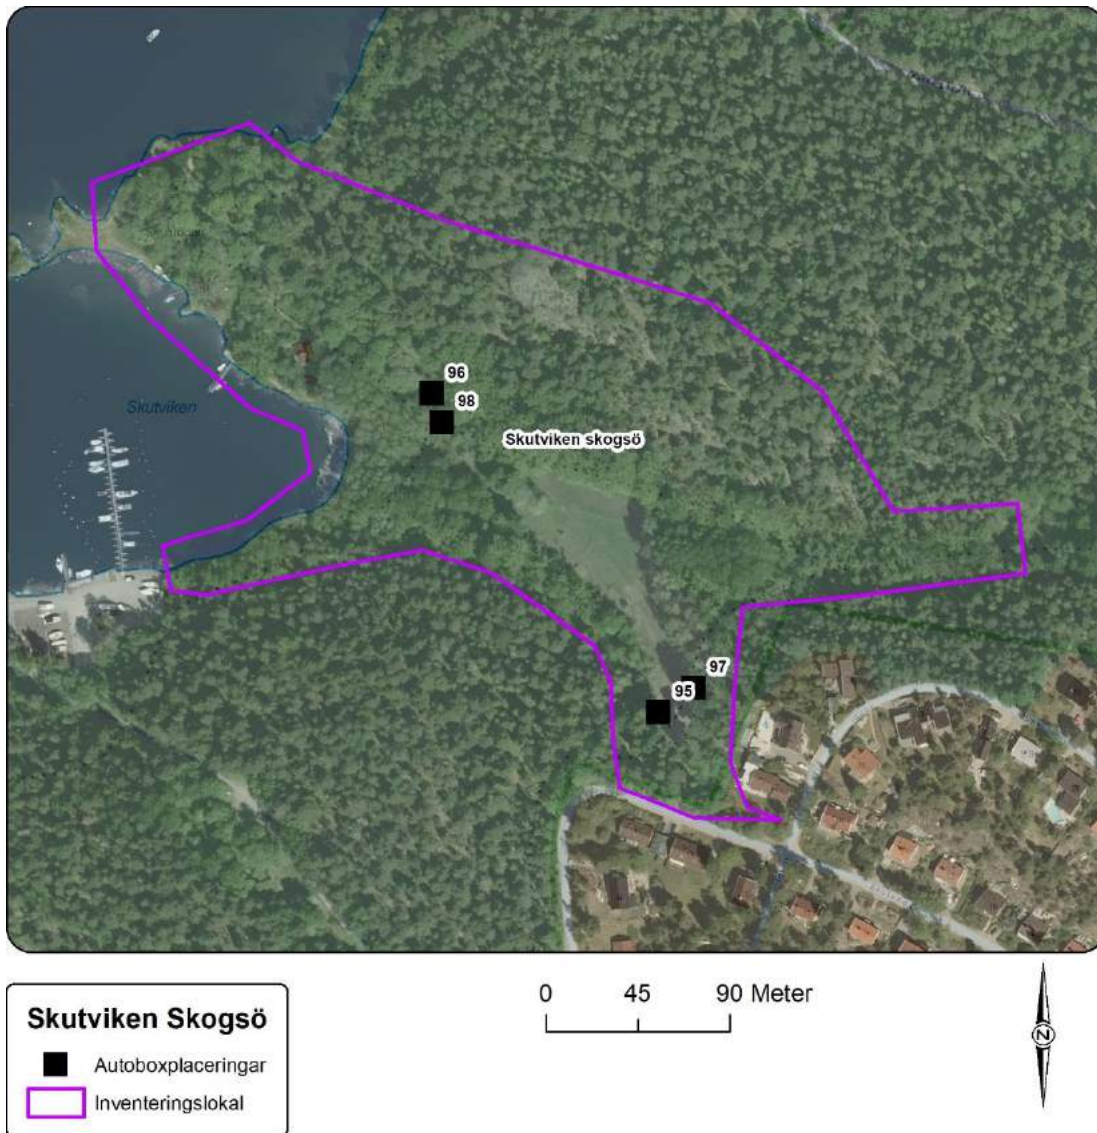 96
98
Skutviken skogsö
Skutviken
97
95
Skutviken Skogsö
Autoboxplaceringar
Inventeringslokal
0 45 90 Meter
N